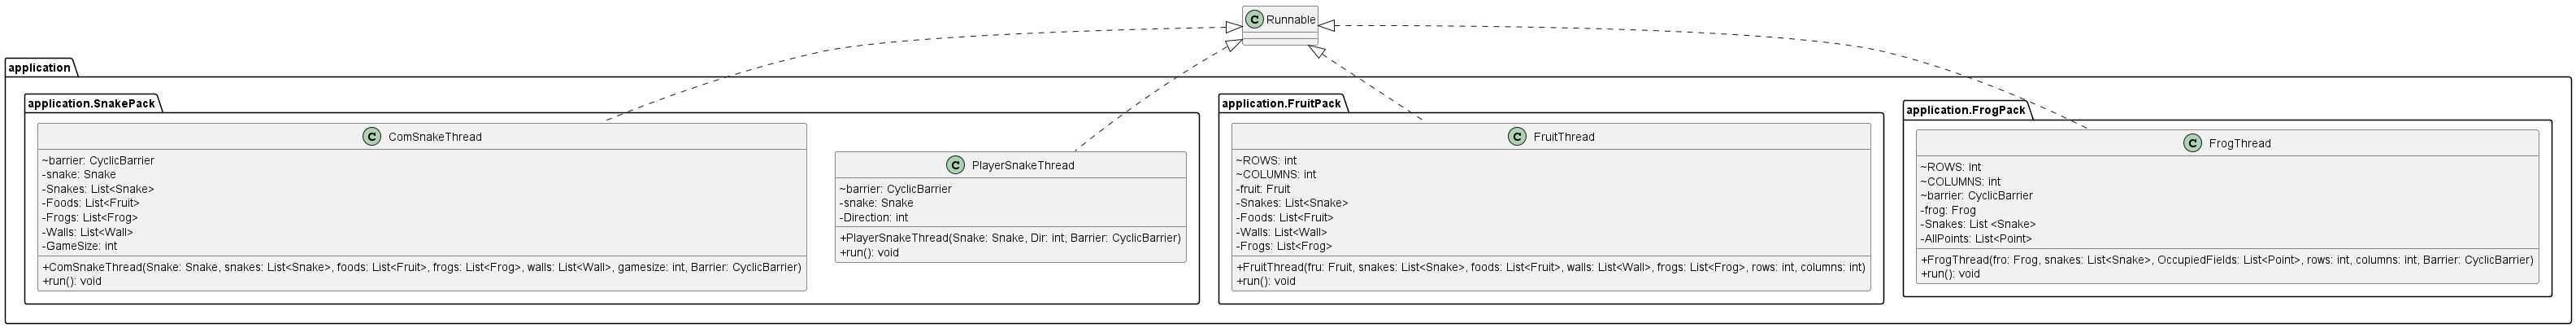 C Runnable
application
application.SnakePack
C ComSnakeThread
~barrier: CyclicBarrier
-snake: Snake
-Snakes: List<Snake>
-Foods: List<Fruit>
-Frogs: List<Frog>
-Walls: List<Wall>
-GameSize: int
+ComSnakeThread(Snake: Snake, snakes: List<Snake>, foods: List<Fruit>, frogs: List<Frog>, walls: List<Wall>, gamesize: int, Barrier: CyclicBarrier)
+run(): void
C PlayerSnakeThread
~barrier: CyclicBarrier
-snake: Snake
-Direction: int
+PlayerSnakeThread(Snake: Snake, Dir: int, Barrier: CyclicBarrier)
+run(): void
application.FruitPack
C FruitThread
~ROWS: int
~COLUMNS: int
-fruit: Fruit
-Snakes: List<Snake>
-Foods: List<Fruit>
-Walls: List<Wall>
-Frogs: List<Frog>
+FruitThread(fru: Fruit, snakes: List<Snake>, foods: List<Fruit>, walls: List<Wall>, frogs: List<Frog>, rows: int, columns: int)
+run(): void
application.FrogPack
C FrogThread
~ROWS: int
~COLUMNS: int
~barrier: CyclicBarrier
-frog: Frog
-Snakes: List <Snake>
-AllPoints: List<Point>
+FrogThread(fro: Frog, snakes: List<Snake>, OccupiedFields: List<Point>, rows: int, columns: int, Barrier: CyclicBarrier)
+run(): void